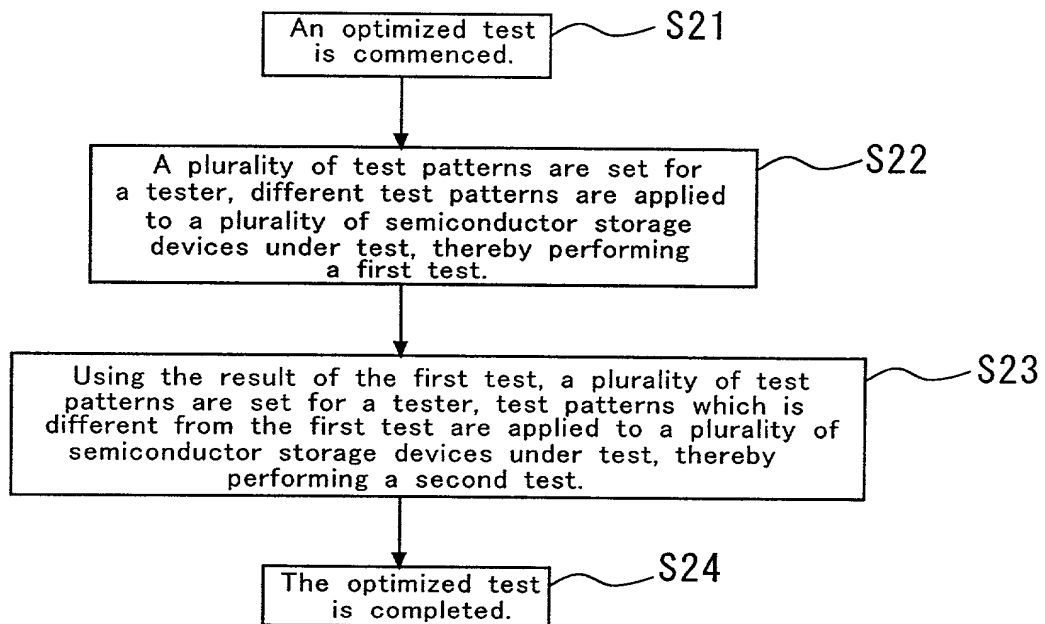 An optimized test
is commenced.
S21
A plurality of test patterns are set for
a tester, different test patterns are applied
to a plurality of semiconductor storage
devices under test, thereby performing
a first test.
S22
Using the result of the first test, a plurality of test
patterns are set for a tester, test patterns which is
different from the first test are applied to a plurality of
semiconductor storage devices under test, thereby
performing a second test.
S23
The optimized test
is completed.
S24